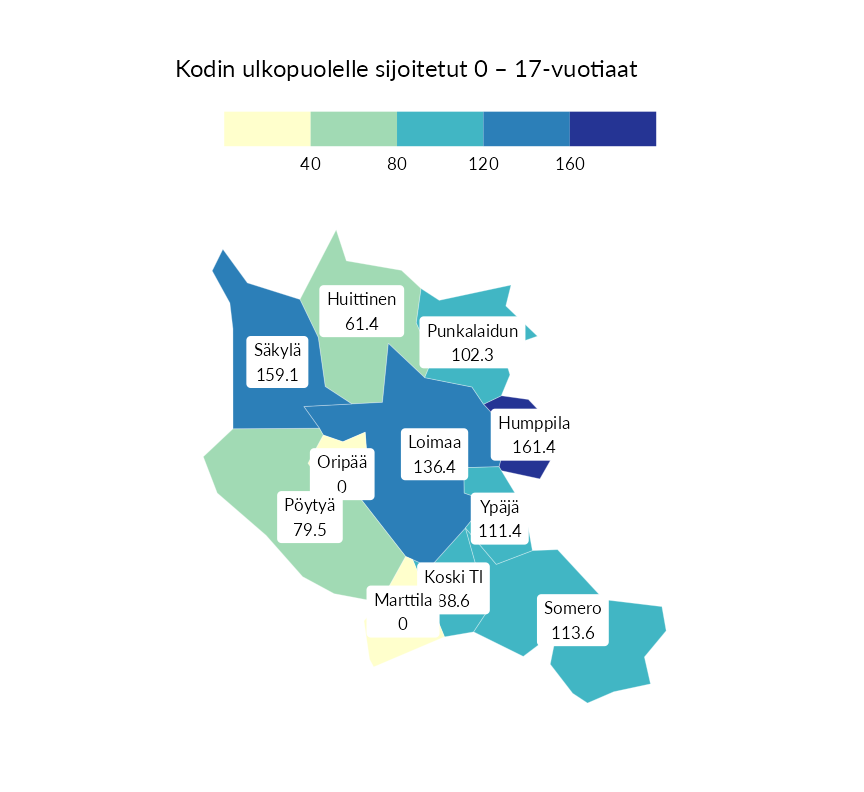 Kodin ulkopuolelle sijoitetut 0 – 17-vuotiaat
40 80 120 160
Huittinen
61.4
Punkalaidun
102.3
Säkylä
159.1
Humppila
161.4
Loimaa
136.4
Oripää
0
Pöytyä
79.5
Ypäjä
111.4
Koski Tl
88.6
Marttila
0
Somero
113.6